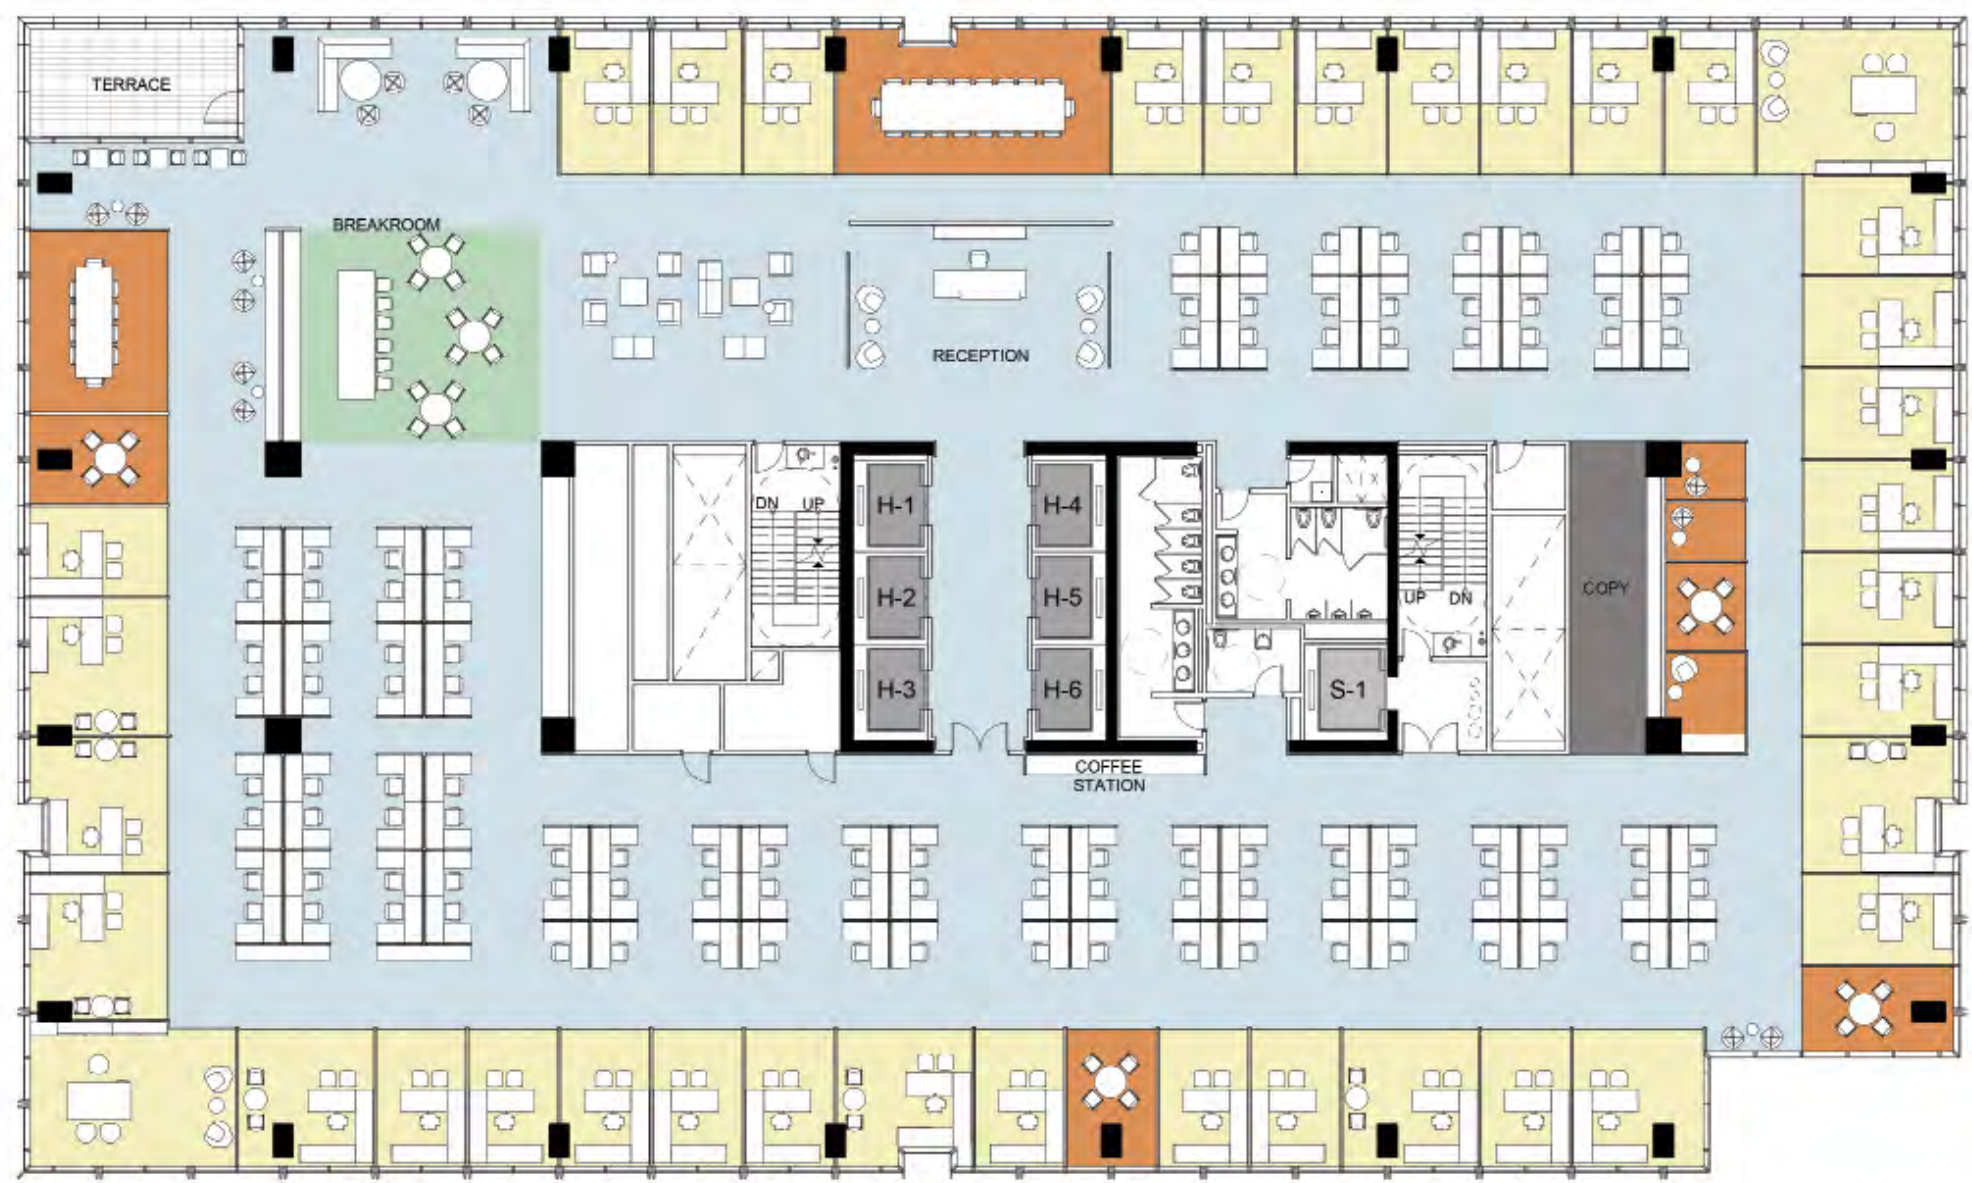 TERRACE
BREAKROOM
RECEPTION
DN UP
H-1
H-4
H-2
H-5
COPY
UP DN
H-3
H-6
S-1
COFFEE
STATION